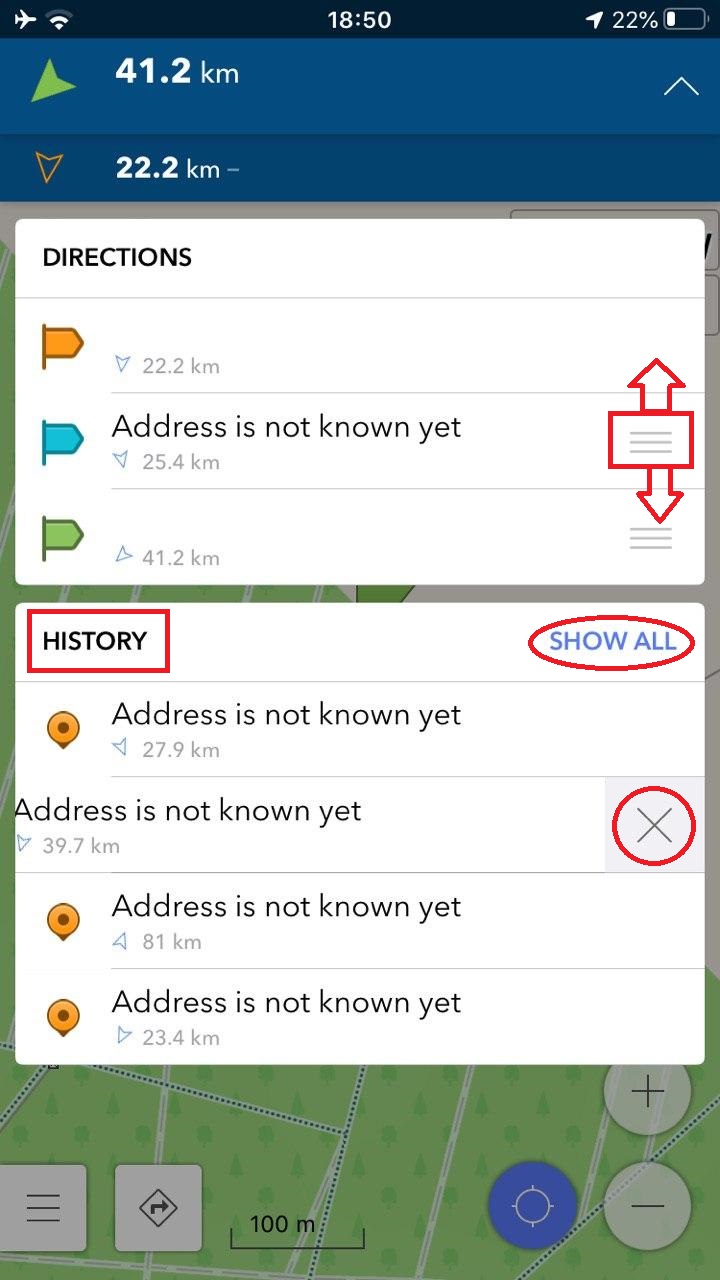 18:50
22%
41.2 km
22.2 km –
DIRECTIONS
22.2 km
Address is not known yet
25.4 km
41.2 km
HISTORY
SHOW ALL
Address is not known yet
27.9 km
Address is not known yet
39.7 km
Address is not known yet
81 km
Address is not known yet
23.4 km
100 m